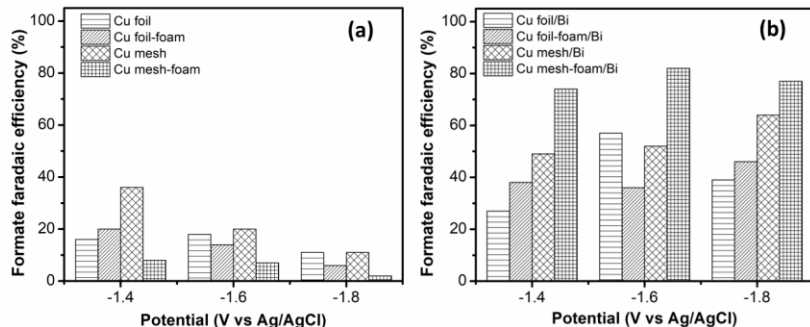 (a)
Cu foil
Cu foil-foam
Cu mesh
Cu mesh-foam
Formate faradaic efficiency (%)
100
80
60
40
20
0
-1.4 -1.6 -1.8
Potential (V vs Ag/AgCl)
(b)
Cu foil/Bi
Cu foil-foam/Bi
Cu mesh/Bi
Cu mesh-foam/Bi
Formate faradaic efficiency (%)
100
80
60
40
20
0
-1.4 -1.6 -1.8
Potential (V vs Ag/AgCl)